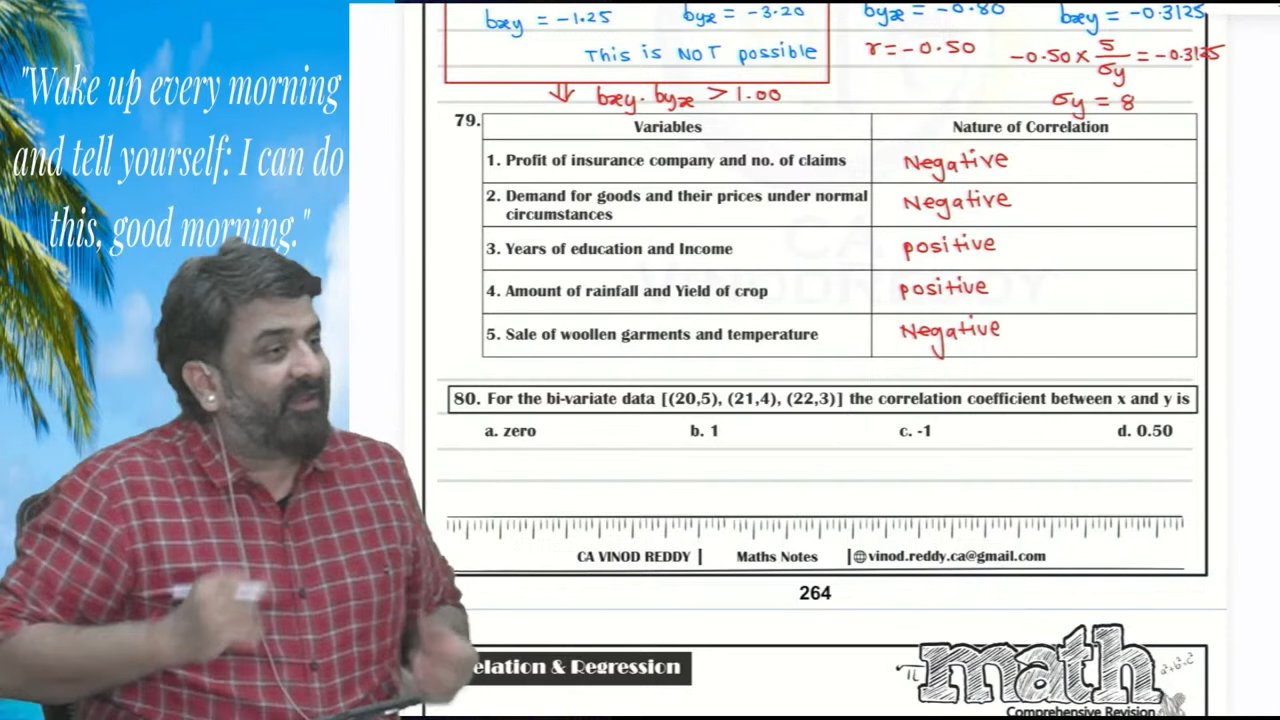 "Wake up every morning
and tell yourself: I can do
this, good morning."
bxy = -1.25 byx = -3.20 byx = -0.80 bxy = -0.3125
This is NOT possible r = -0.50 -0.50 × 5/σy = -0.3125
⇓ bxy. byx > 1.00 σy = 8
79.
Variables Nature of Correlation
1. Profit of insurance company and no. of claims Negative
2. Demand for goods and their prices under normal
circumstances Negative
3. Years of education and Income positive
4. Amount of rainfall and Yield of crop positive
5. Sale of woollen garments and temperature Negative
80. For the bi-variate data [(20,5), (21,4), (22,3)] the correlation coefficient between x and y is
a. zero b. 1 c. -1 d. 0.50
CA VINOD REDDY | Maths Notes | vinod.reddy.ca@gmail.com
264
elation & Regression
math
Comprehensive Revision